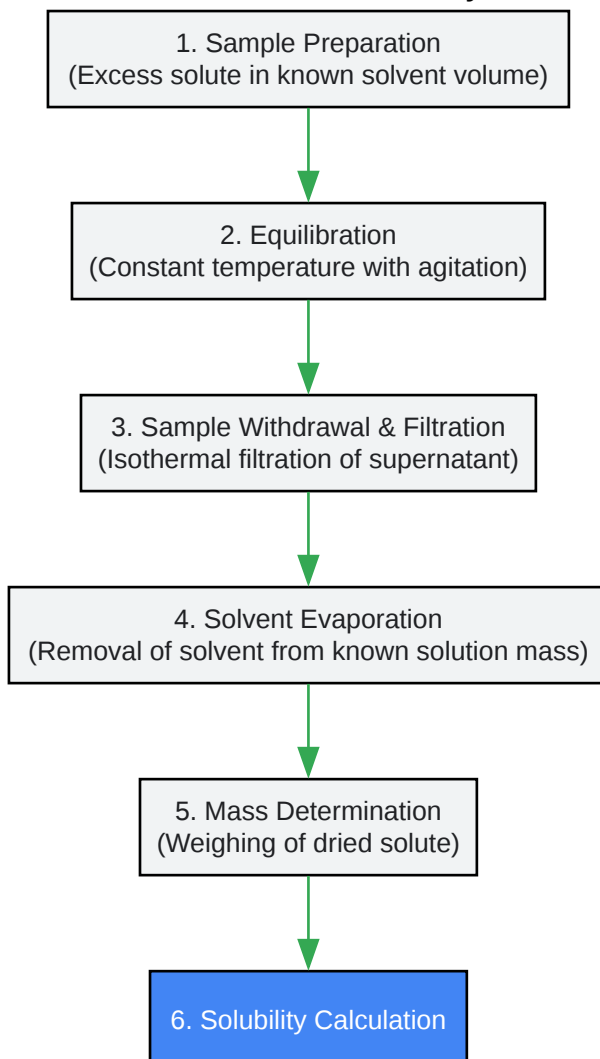 1. Sample Preparation
(Excess solute in known solvent volume)
2. Equilibration
(Constant temperature with agitation)
3. Sample Withdrawal & Filtration
(Isothermal filtration of supernatant)
4. Solvent Evaporation
(Removal of solvent from known solution mass)
5. Mass Determination
(Weighing of dried solute)
6. Solubility Calculation